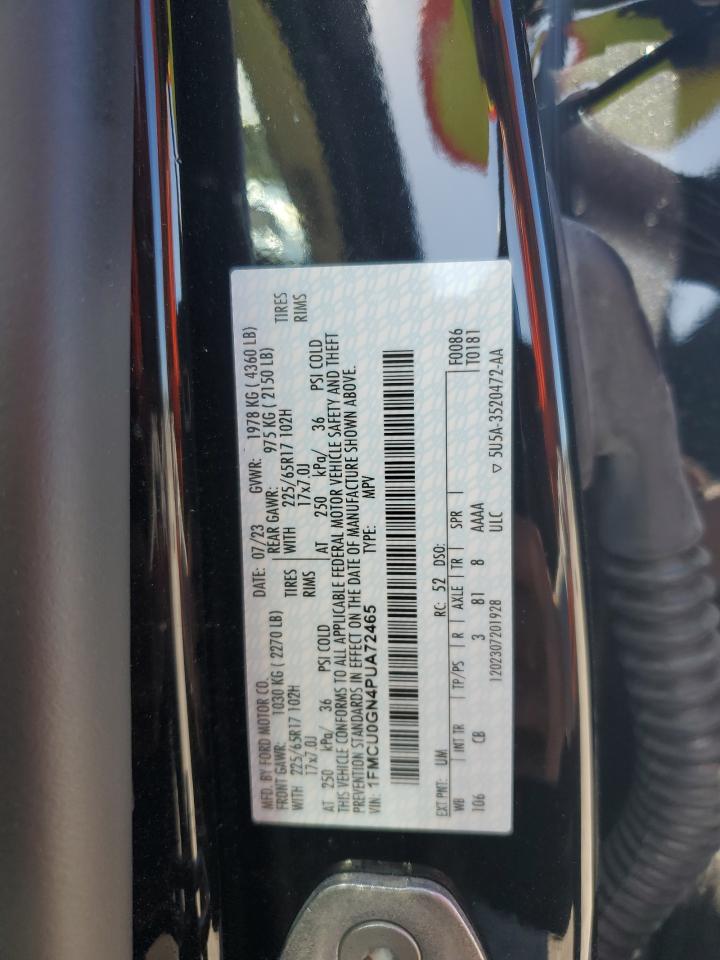 MFD. BY FORD MOTOR CO.
DATE: 07/23 GVWR: 1978 KG ( 4360 LB)
FRONT GAWR: 1030 KG ( 2270 LB) REAR GAWR: 975 KG ( 2150 LB)
WITH 225/65R17 102H TIRES WITH 225/65R17 102H TIRES
17x7.0J RIMS 17x7.0J RIMS
AT 250 kPa/ 36 PSI COLD AT 250 kPa/ 36 PSI COLD
THIS VEHICLE CONFORMS TO ALL APPLICABLE FEDERAL MOTOR VEHICLE SAFETY AND THEFT
PREVENTION STANDARDS IN EFFECT ON THE DATE OF MANUFACTURE SHOWN ABOVE.
VIN: 1FMCU0GN4PUA72465 TYPE: MPV
F0086
T0181
EXT PNT: UM RC: 52 DSO:
WB INT TR TP/PS R AXLE TR SPR
106 CB 3 81 8 AAAA
ULC
1202307201928 ▽ 5U5A-3520472-AA